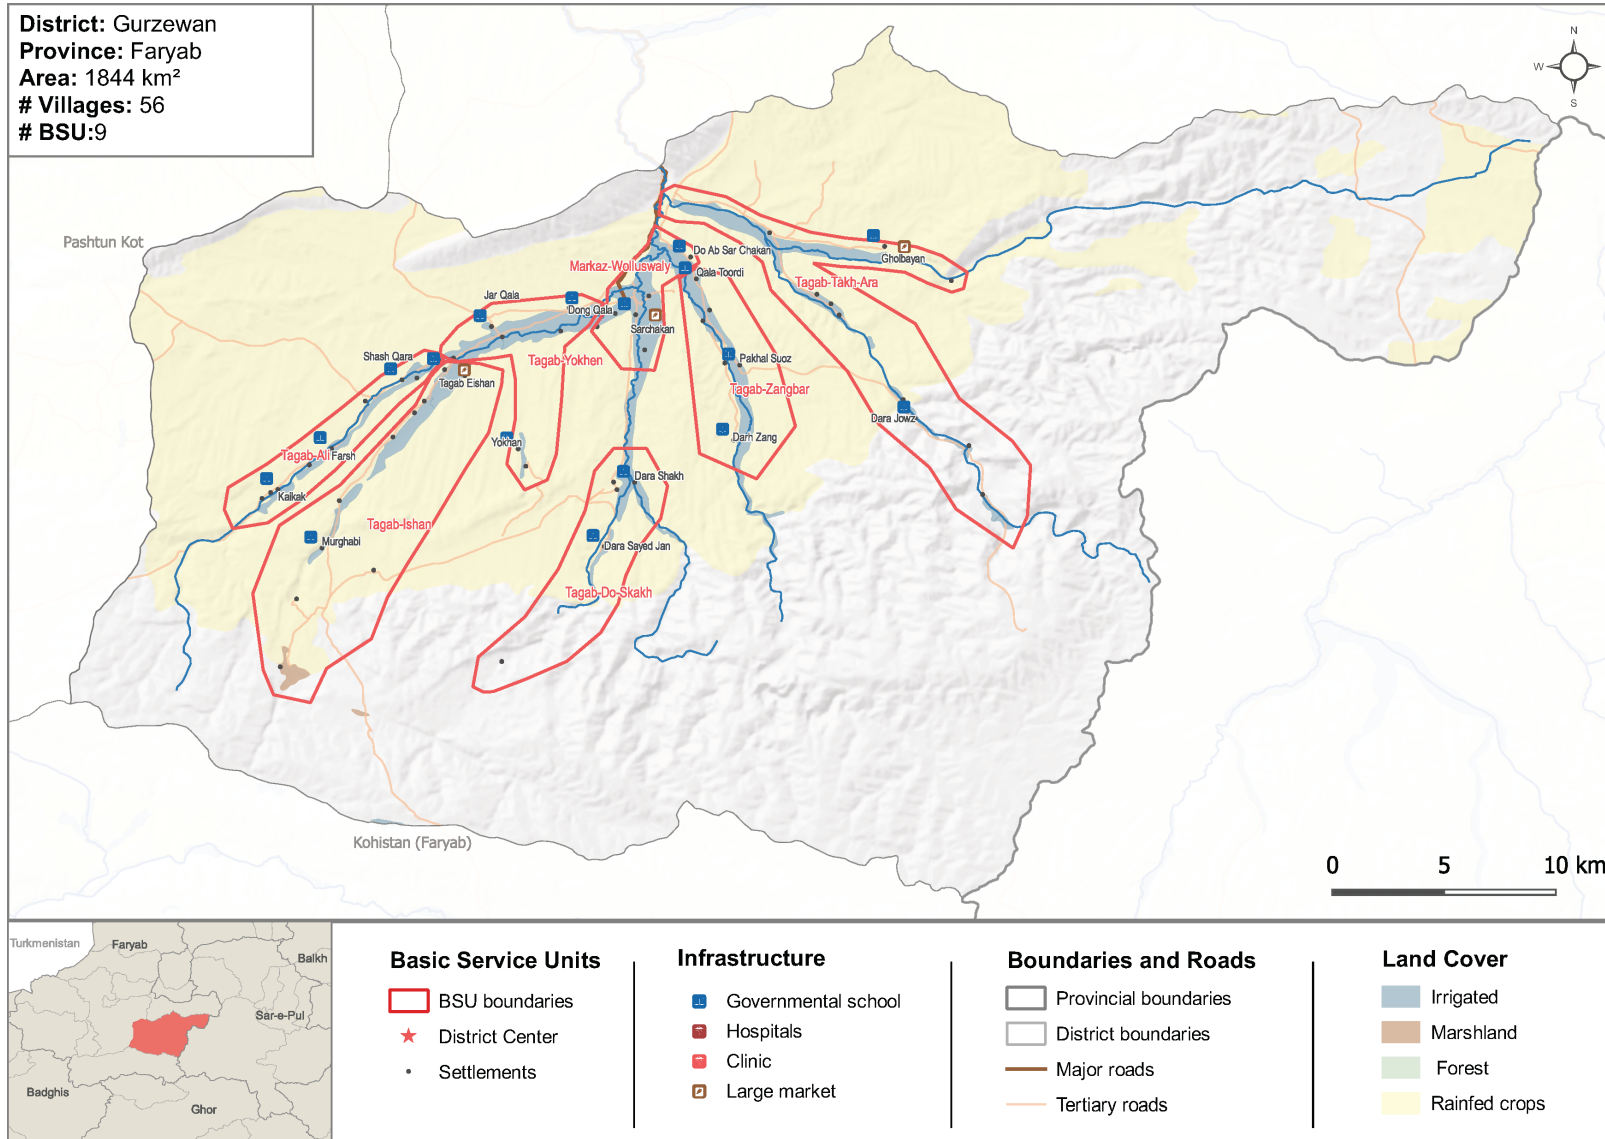 District: Gurzewan
Province: Faryab
Area: 1844 km²
# Villages: 56
# BSU:9
N
W
S
Pashtun Kot
Do Ab Sar Chakan
Gholbayan
Markaz-Wolluswaly
Qala Toordi
Tagab-Takh-Ara
Jar Qala
Dong Qala
Sarchakan
Shash Qara
Tagab-Yokhen
Pakhal Suoz
Tagab Eishan
Tagab-Zangbar
Dara Jowz
Yokhan
Darh Zang
Tagab-Ali
Farsh
Dara Shakh
Kalkak
Tagab-Ishan
Murghabi
Dara Sayed Jan
Tagab-Do-Skakh
Kohistan (Faryab)
0 5 10 km
Turkmenistan
Faryab
Balkh
Sar-e-Pul
Badghis
Ghor
Basic Service Units
BSU boundaries
District Center
Settlements
Infrastructure
Governmental school
Hospitals
Clinic
Large market
Boundaries and Roads
Provincial boundaries
District boundaries
Major roads
Tertiary roads
Land Cover
Irrigated
Marshland
Forest
Rainfed crops